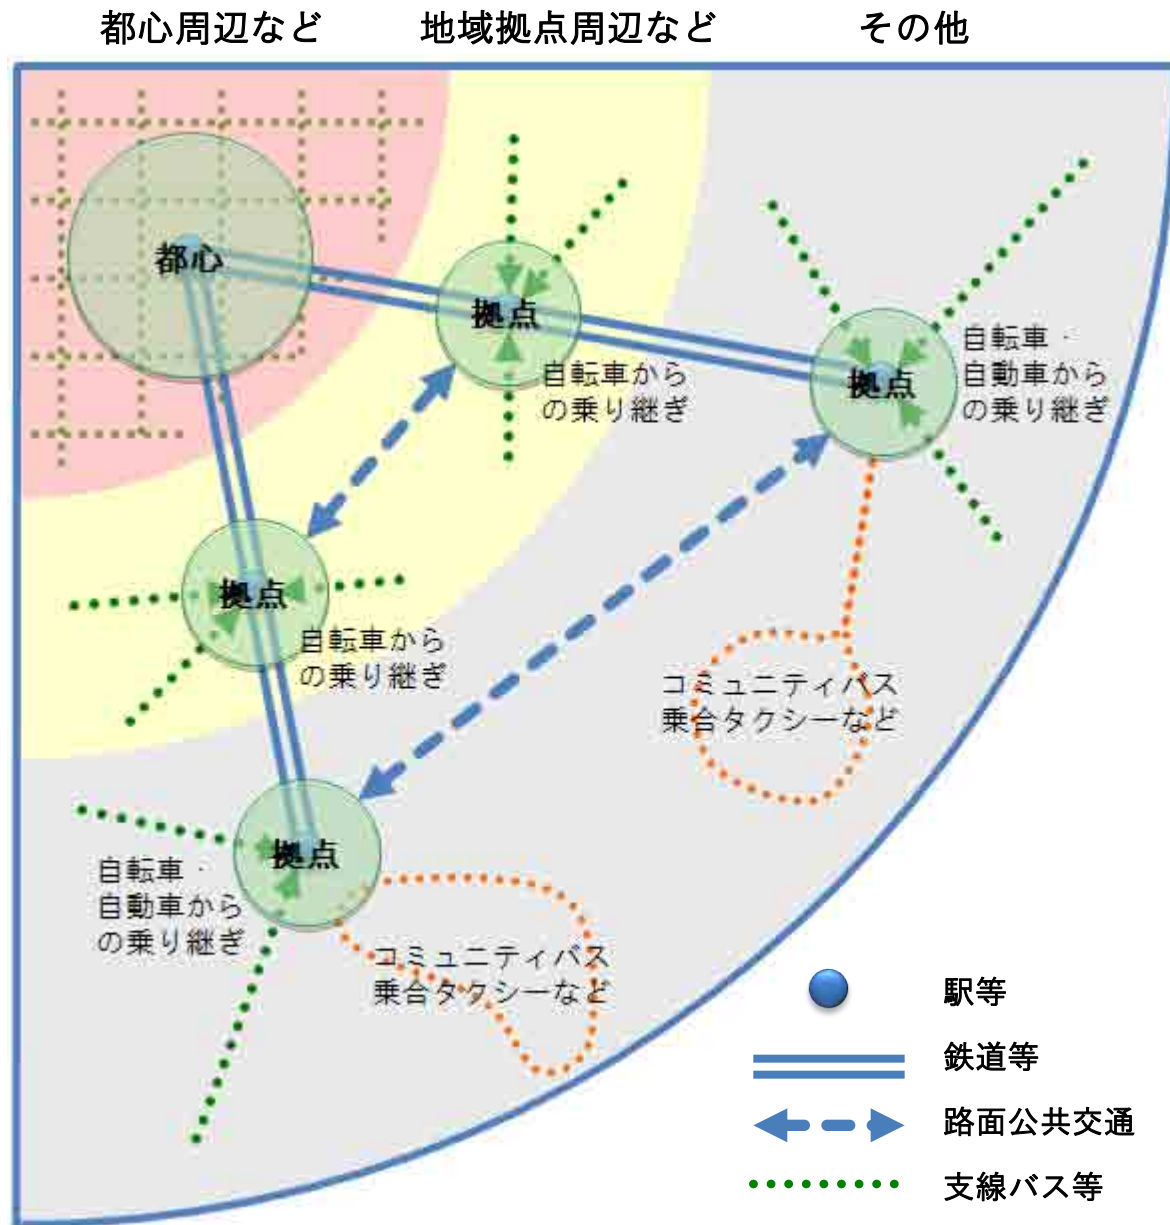 都心周辺など
地域拠点周辺など
その他
都心
拠点
自転車から
の乗り継ぎ
拠点
自転車・
自動車から
の乗り継ぎ
拠点
自転車から
の乗り継ぎ
コミュニティバス
乗合タクシーなど
拠点
自転車・
自動車から
の乗り継ぎ
コミュニティバス
乗合タクシーなど
駅等
鉄道等
路面公共交通
支線バス等